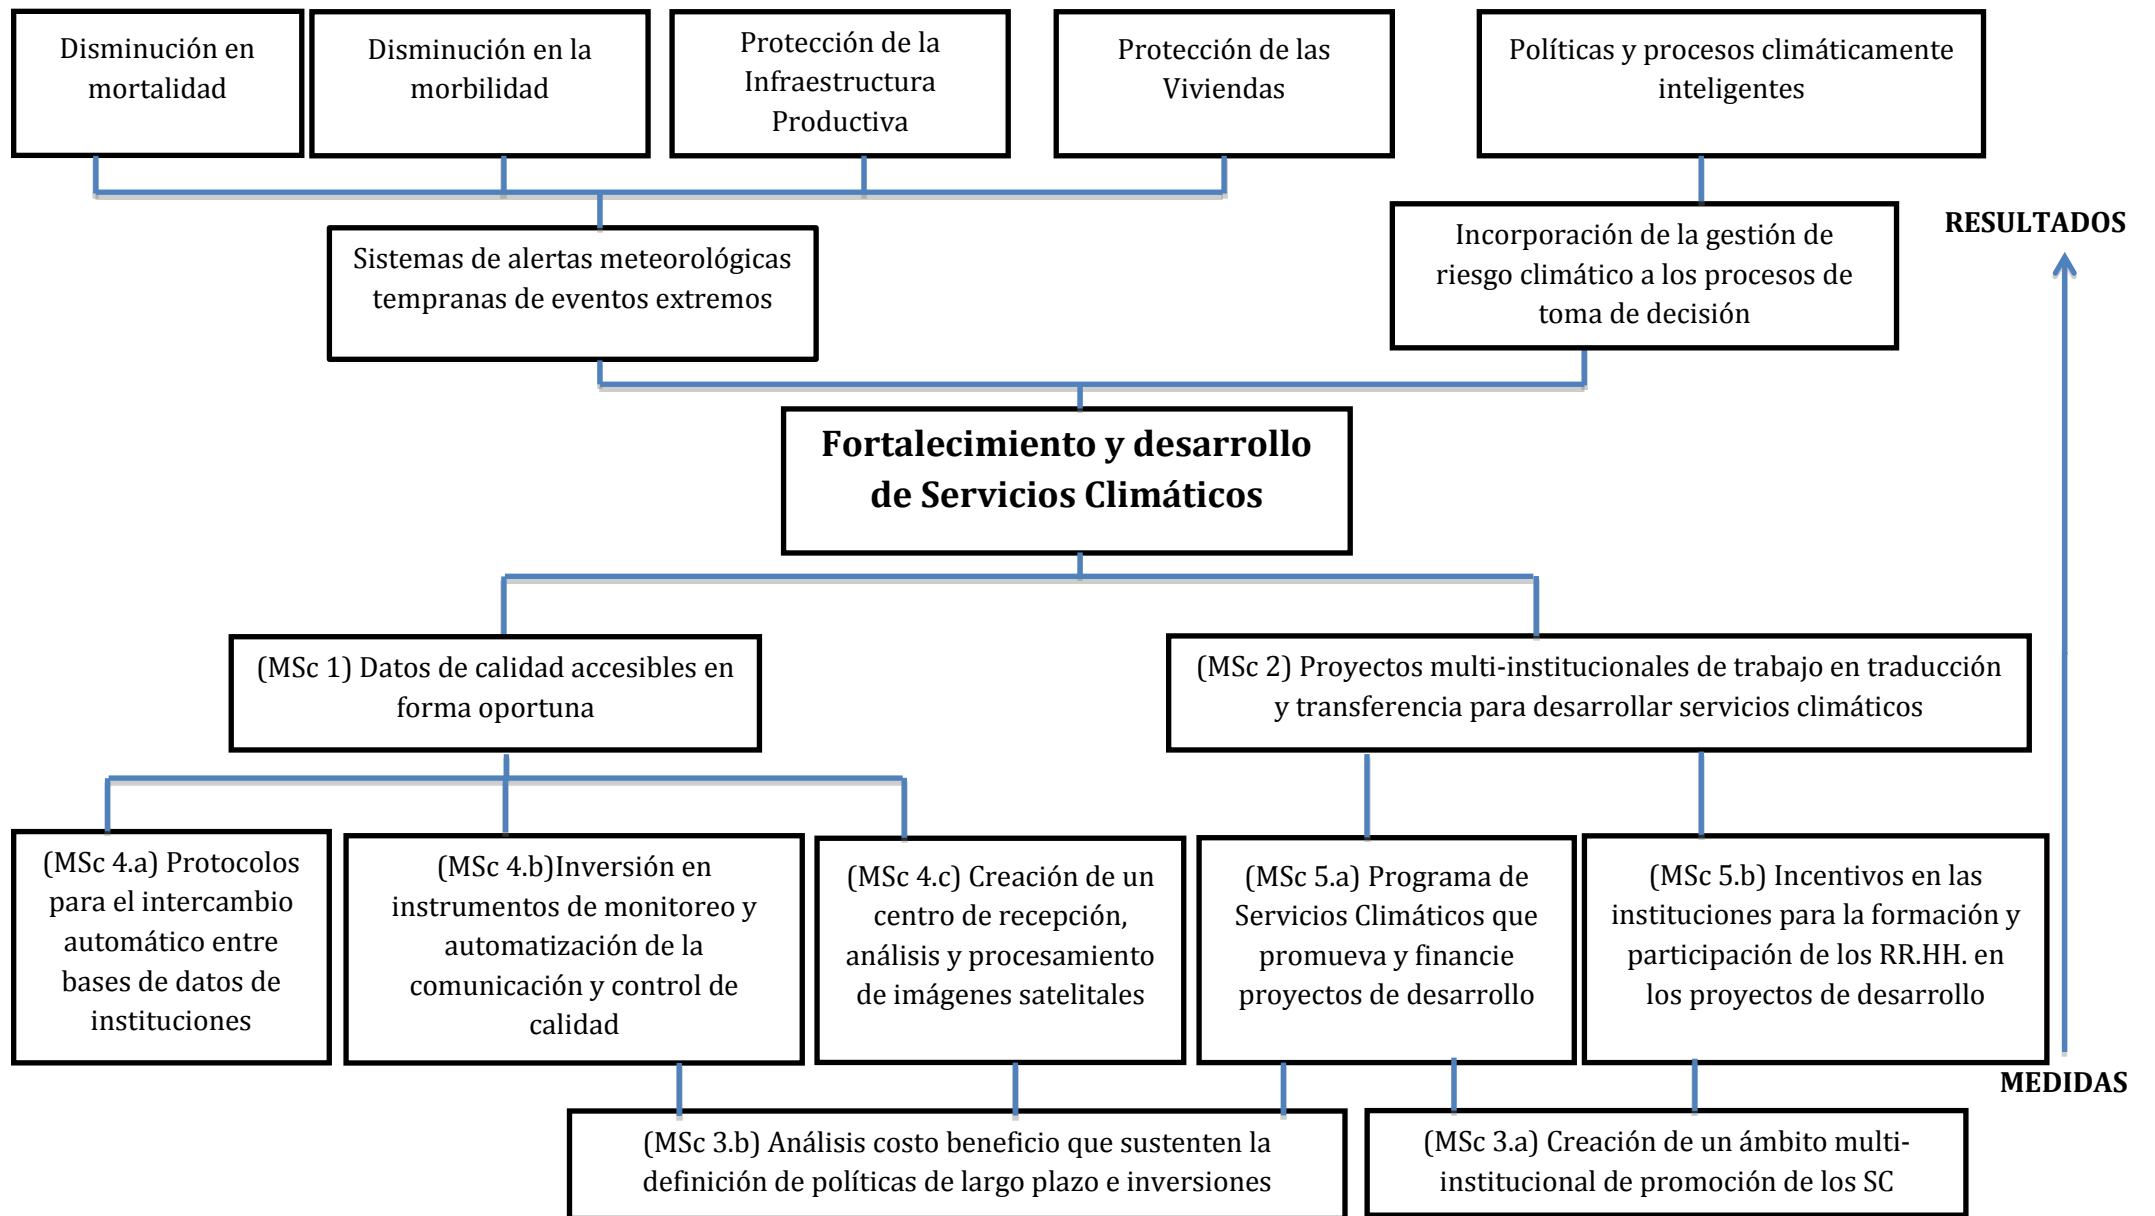 Disminución en
mortalidad
Disminución en la
morbilidad
Protección de la
Infraestructura
Productiva
Protección de las
Viviendas
Políticas y procesos climáticamente
inteligentes
RESULTADOS
Sistemas de alertas meteorológicas
tempranas de eventos extremos
Incorporación de la gestión de
riesgo climático a los procesos de
toma de decisión
Fortalecimiento y desarrollo
de Servicios Climáticos
(MSc 1) Datos de calidad accesibles en
forma oportuna
(MSc 2) Proyectos multi-institucionales de trabajo en traducción
y transferencia para desarrollar servicios climáticos
(MSc 4.a) Protocolos
para el intercambio
automático entre
bases de datos de
instituciones
(MSc 4.b)Inversión en
instrumentos de monitoreo y
automatización de la
comunicación y control de
calidad
(MSc 4.c) Creación de un
centro de recepción,
análisis y procesamiento
de imágenes satelitales
(MSc 5.a) Programa de
Servicios Climáticos que
promueva y financie
proyectos de desarrollo
(MSc 5.b) Incentivos en las
instituciones para la formación y
participación de los RR.HH. en
los proyectos de desarrollo
MEDIDAS
(MSc 3.b) Análisis costo beneficio que sustenten la
definición de políticas de largo plazo e inversiones
(MSc 3.a) Creación de un ámbito multi-
institucional de promoción de los SC